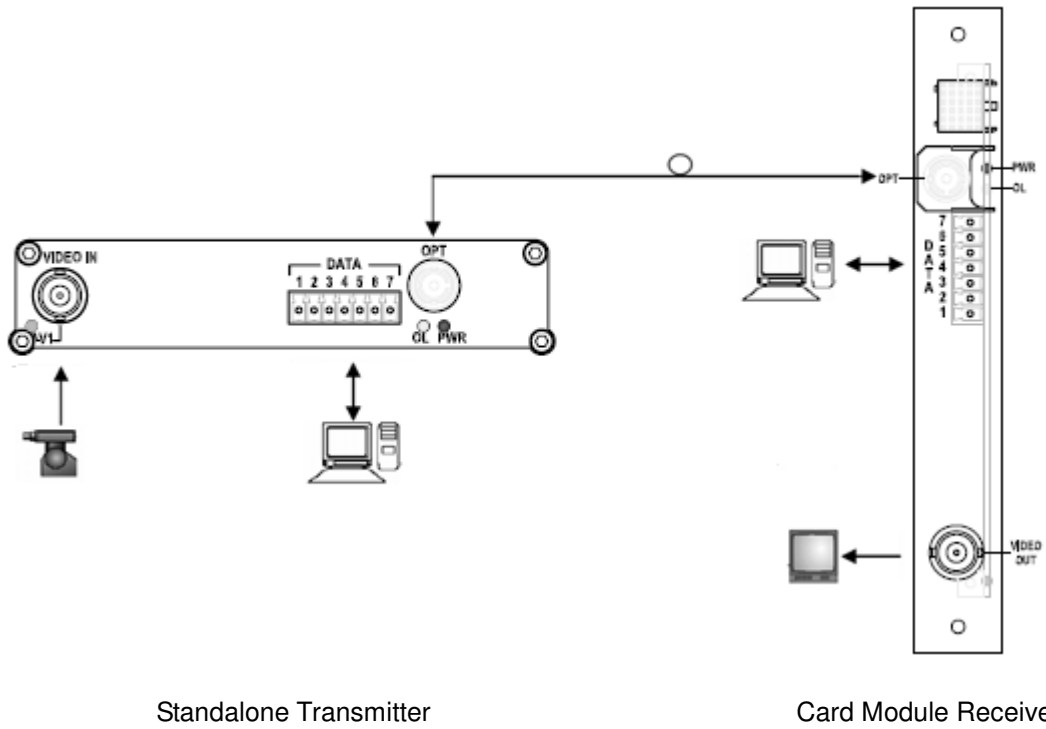 VIDEO IN
DATA
1 2 3 4 5 6 7
OPT
V1
OL PWR
OPT
PWR
OL
7
6
5
4
3
2
1
DATA
VIDEO
OUT
Standalone Transmitter
Card Module Receive